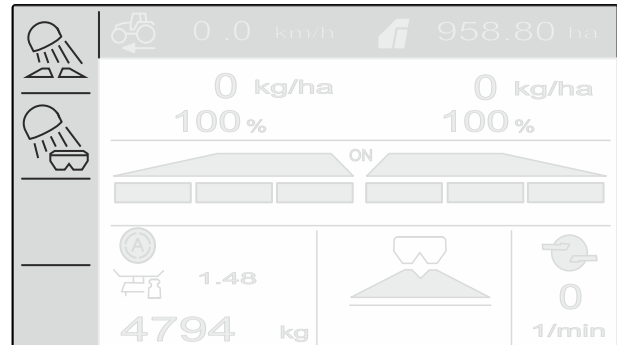 0.0 km/h 958.80 ha
0 kg/ha 0 kg/ha
100 % 100 %
ON
A
1.48
4794 kg
0
1/min